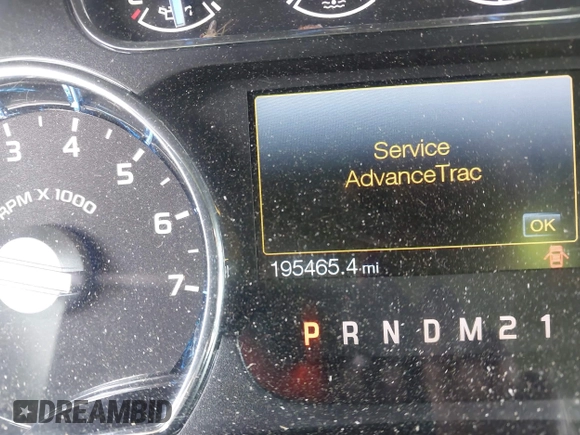 Service
AdvanceTrac
OK
195465.4 mi
P R N D M 2 1
3 4 5 6 7
RPM X 1000
DREAMBID